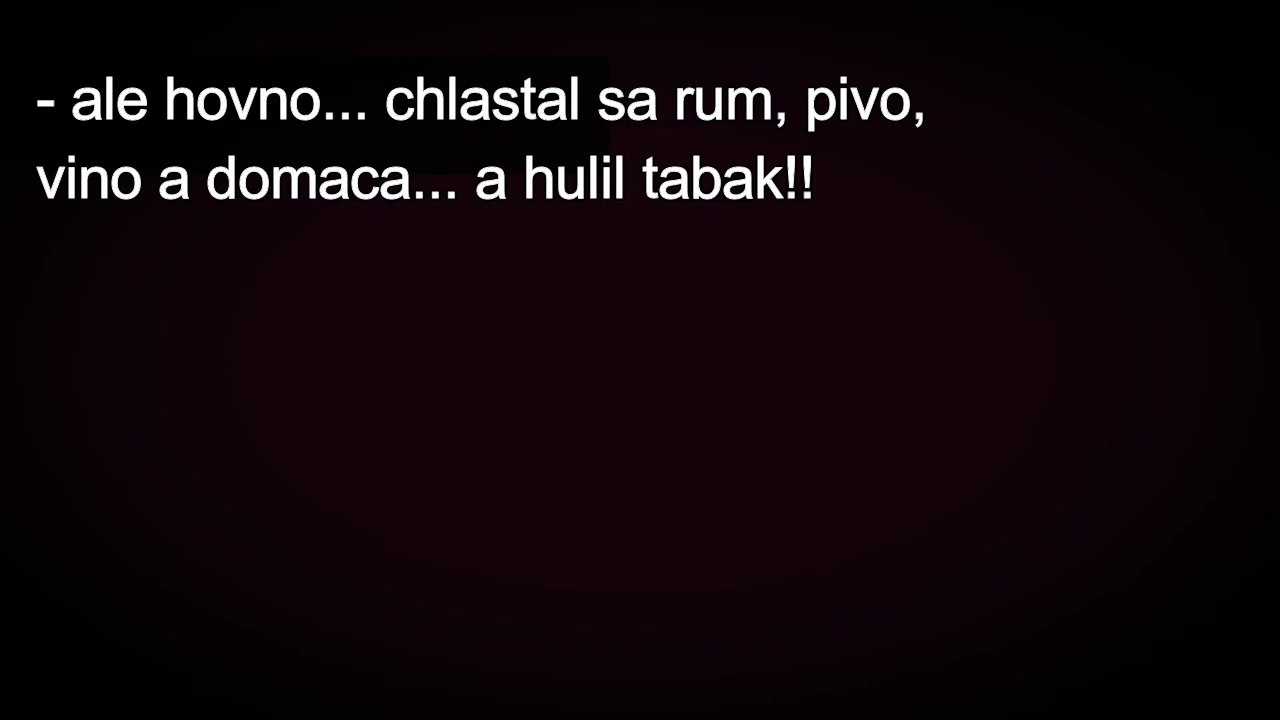 - ale hovno... chlastal sa rum, pivo,
vino a domaca... a hulil tabak!!